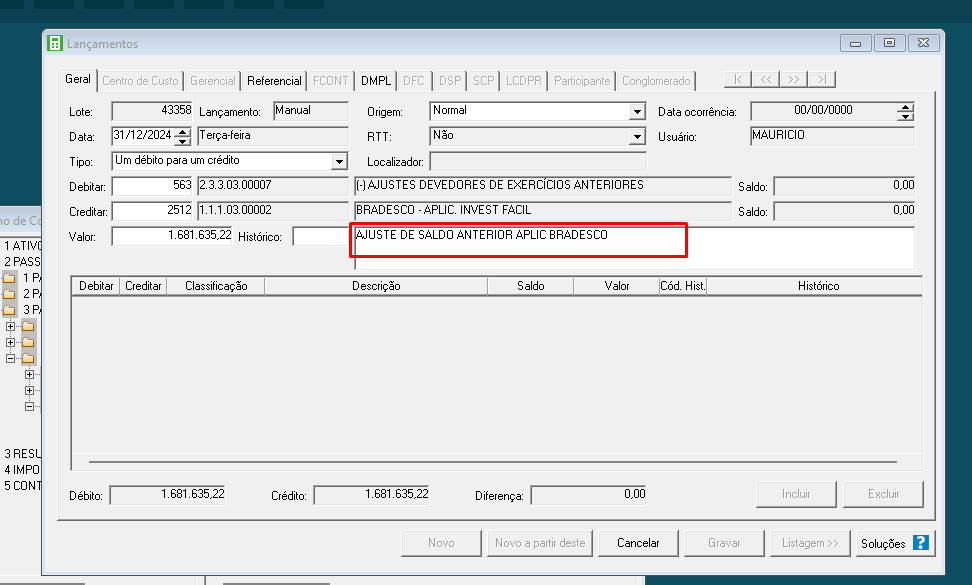 Lançamentos
Geral Centro de Custo Gerencial Referencial FCONT DMPL DFC DSP SCP LCDPR Participante Conglomerado |< << >> >|
Lote: 43358 Lançamento: Manual Origem: Normal Data ocorrência: 00/00/0000
Data: 31/12/2024 Terça-feira RTT: Não Usuário: MAURICIO
Tipo: Um débito para um crédito Localizador:
Debitar: 563 2.3.3.03.00007 (-) AJUSTES DEVEDORES DE EXERCÍCIOS ANTERIORES Saldo: 0,00
Creditar: 2512 1.1.1.03.00002 BRADESCO - APLIC. INVEST FACIL Saldo: 0,00
Valor: 1.681.635,22 Histórico: AJUSTE DE SALDO ANTERIOR APLIC BRADESCO
Debitar Creditar Classificação Descrição Saldo Valor Cód. Hist. Histórico
Débito: 1.681.635,22 Crédito: 1.681.635,22 Diferença: 0,00 Incluir Excluir
Novo Novo a partir deste Cancelar Gravar Listagem >> Soluções ?
no de Co
1 ATIVO
2 PASS
1 PA
2 PA
3 PA
3 RESU
4 IMPO
5 CONT